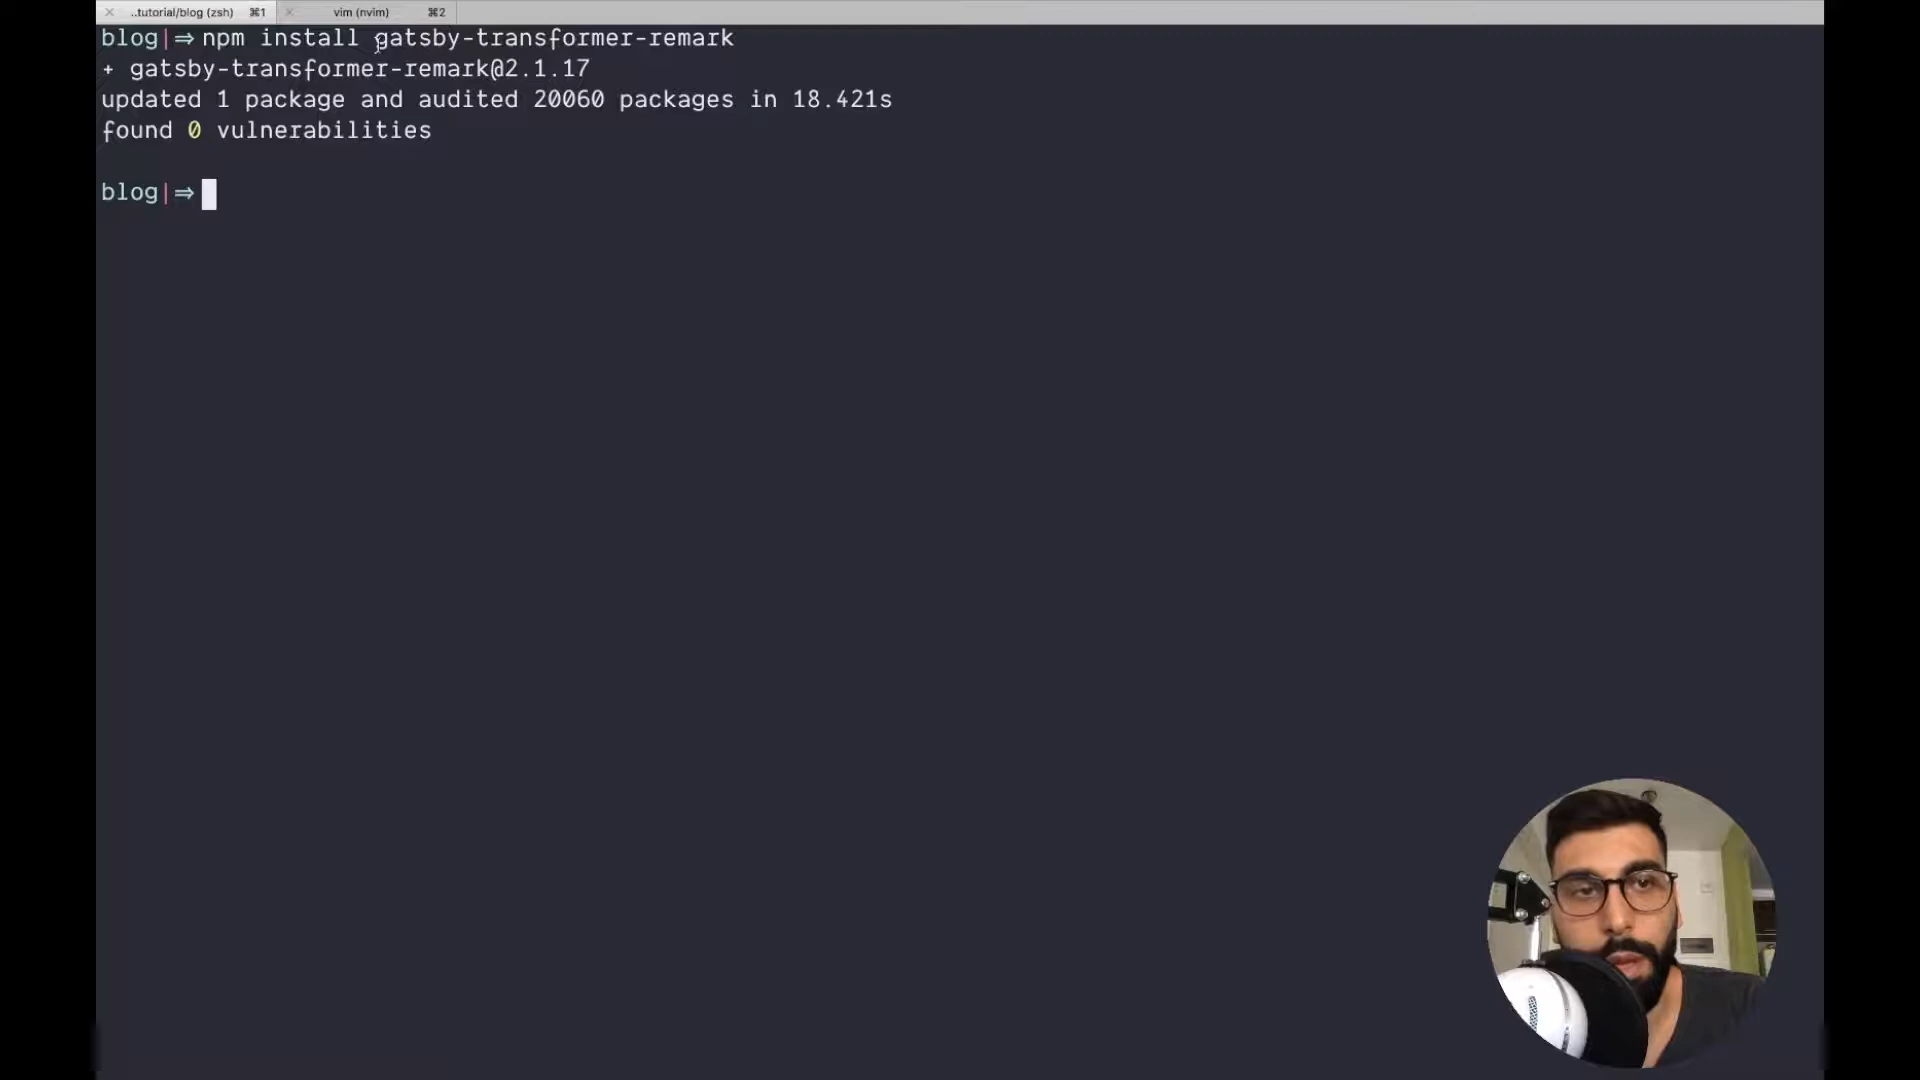 ..tutorial/blog (zsh) ⌘1 vim (nvim) ⌘2
blog|⇒ npm install gatsby-transformer-remark
+ gatsby-transformer-remark@2.1.17
updated 1 package and audited 20060 packages in 18.421s
found 0 vulnerabilities
blog|⇒